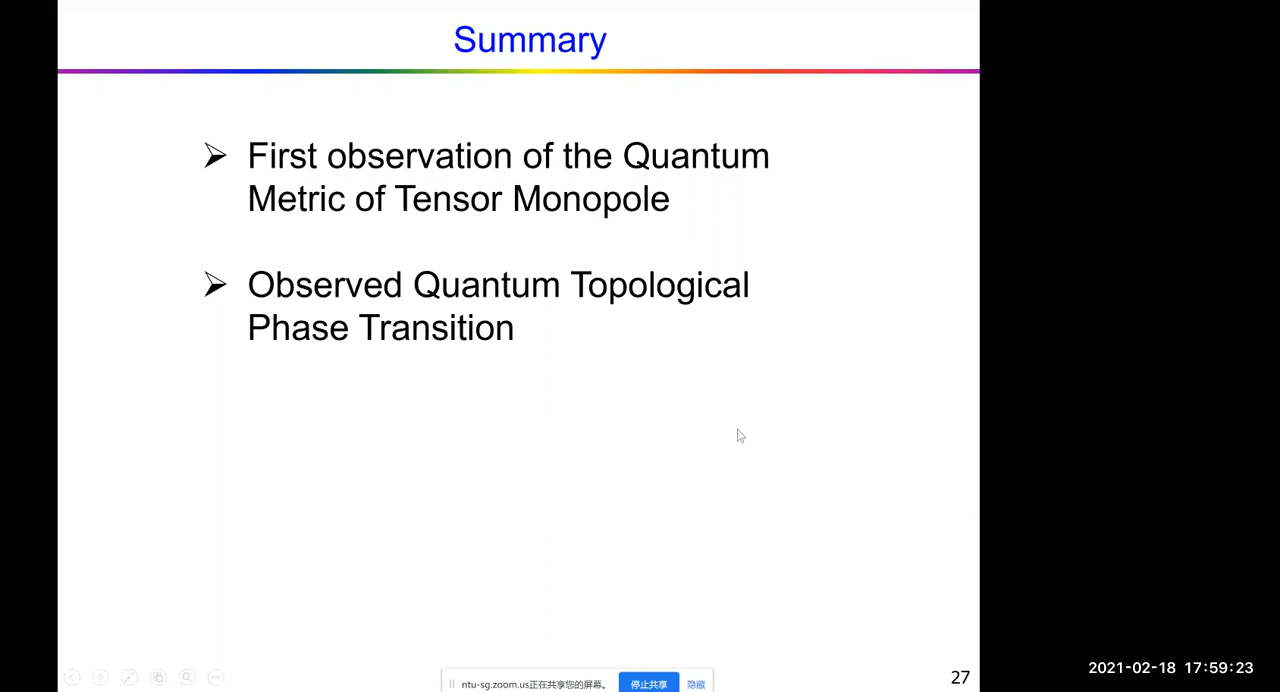 Summary
➢ First observation of the Quantum
Metric of Tensor Monopole
➢ Observed Quantum Topological
Phase Transition
27
ntu-sg.zoom.us正在共享您的屏幕。 停止共享 隐藏
2021-02-18 17:59:23